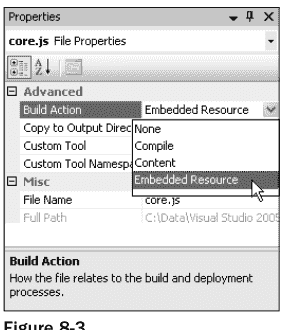 Properties
core.js File Properties
Advanced
Build Action Embedded Resource
Copy to Output Direc None
Custom Tool Compile
Custom Tool Namespa Content
Misc Embedded Resource
File Name core.js
Full Path C:\Data\Visual Studio 2005
Build Action
How the file relates to the build and deployment
processes.
Figure 8-3